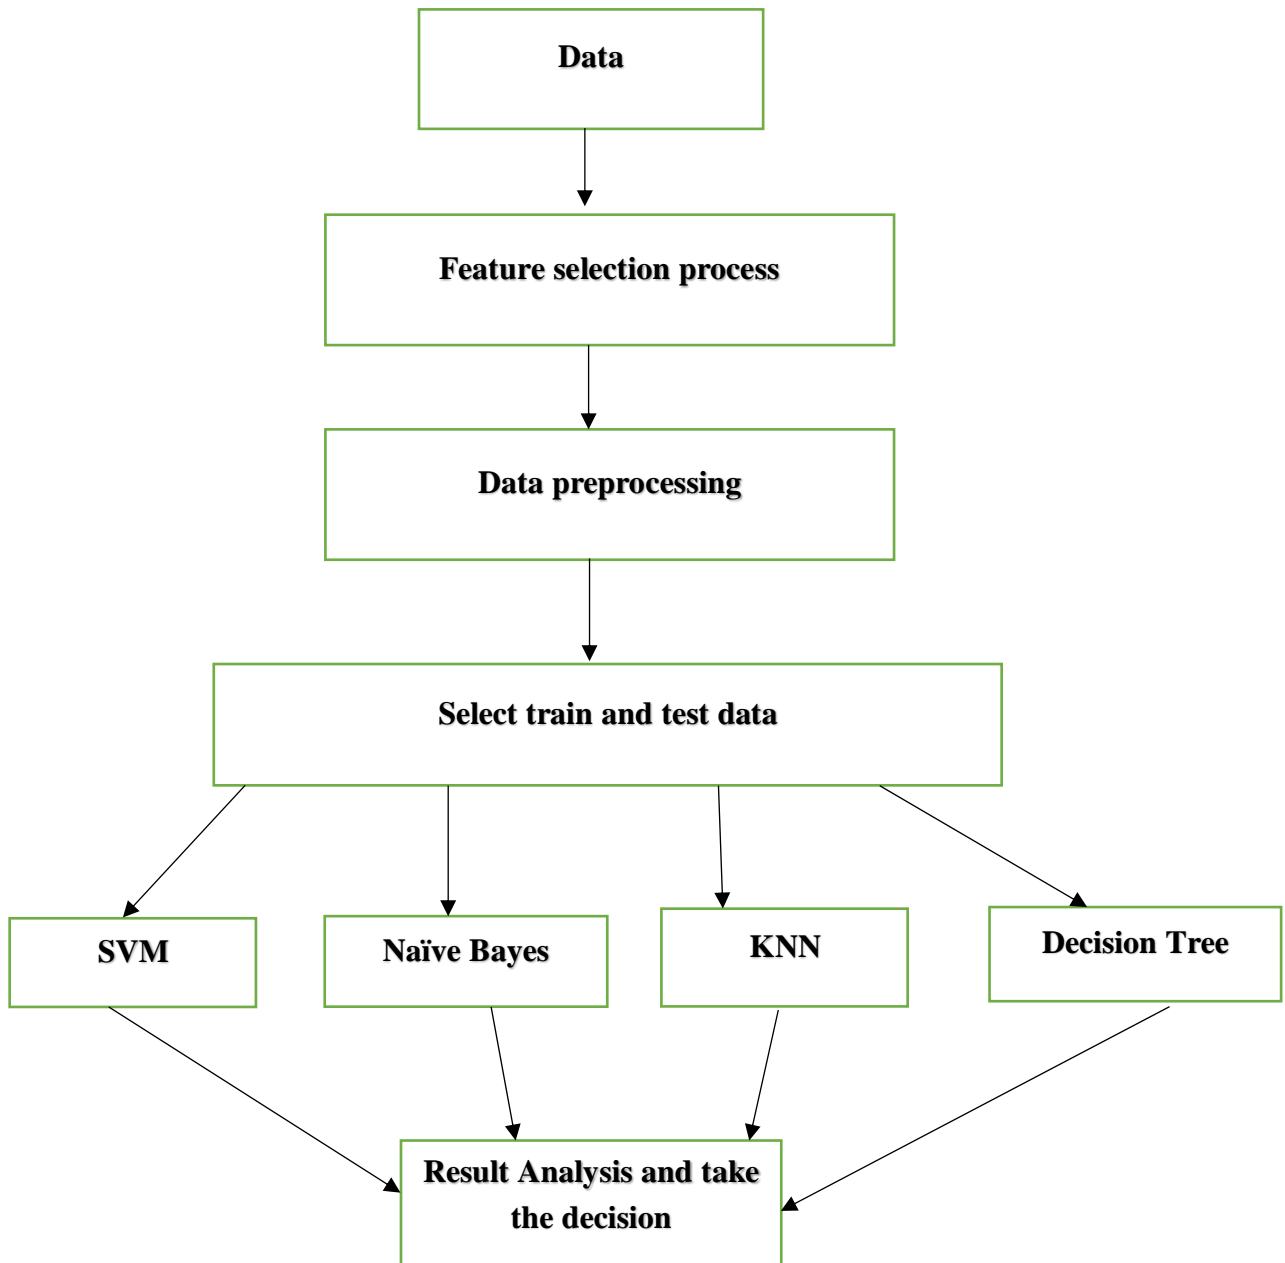 Data
Feature selection process
Data preprocessing
Select train and test data
SVM
Naïve Bayes
KNN
Decision Tree
Result Analysis and take
the decision